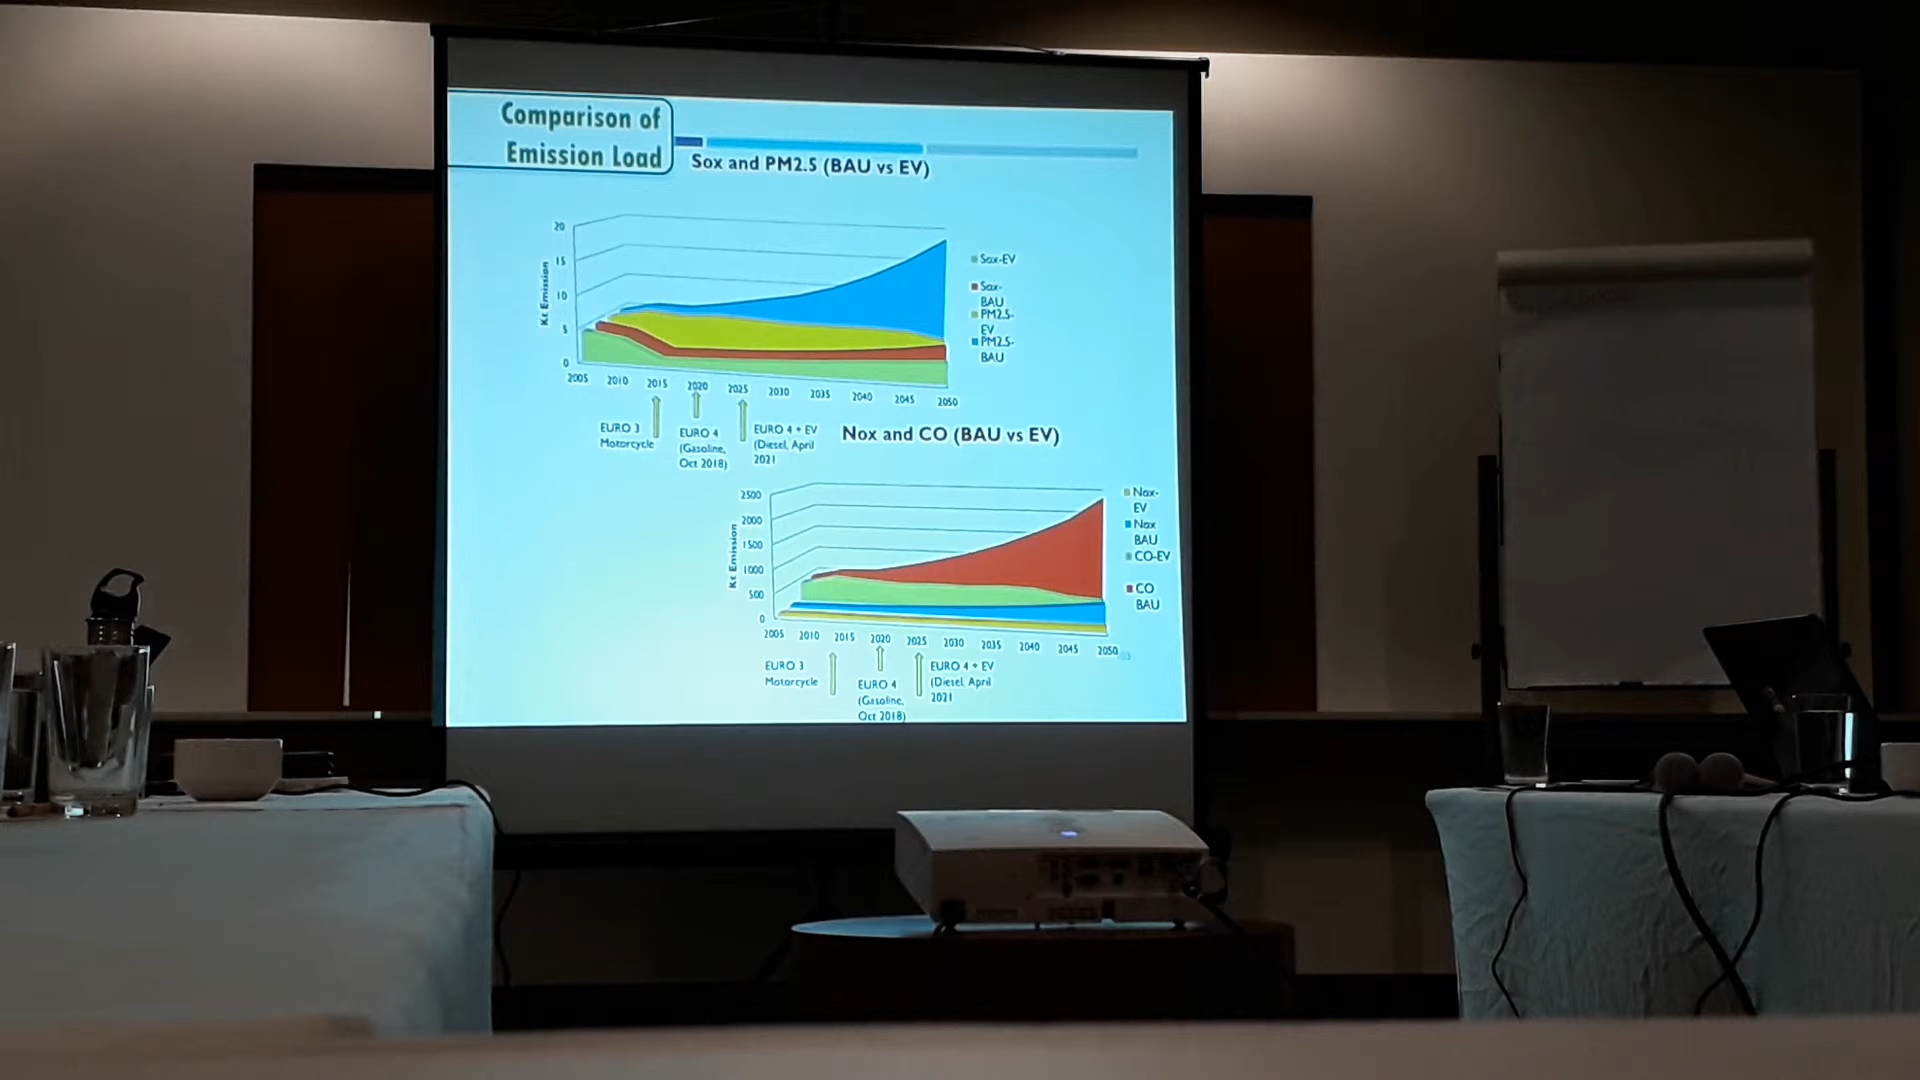 Comparison of
Emission Load
Sox and PM2.5 (BAU vs EV)
20
15
10
5
0
Kt Emission
2005 2010 2015 2020 2025 2030 2035 2040 2045 2050
Sox-EV
Sox-
BAU
PM2.5-
EV
PM2.5-
BAU
EURO 3
Motorcycle
EURO 4
(Gasoline,
Oct 2018)
EURO 4 + EV
(Diesel, April
2021
Nox and CO (BAU vs EV)
2500
2000
1500
1000
500
0
Kt Emission
2005 2010 2015 2020 2025 2030 2035 2040 2045 2050
Nox-
EV
Nox
BAU
CO-EV
CO
BAU
EURO 3
Motorcycle
EURO 4
(Gasoline,
Oct 2018)
EURO 4 + EV
(Diesel, April
2021